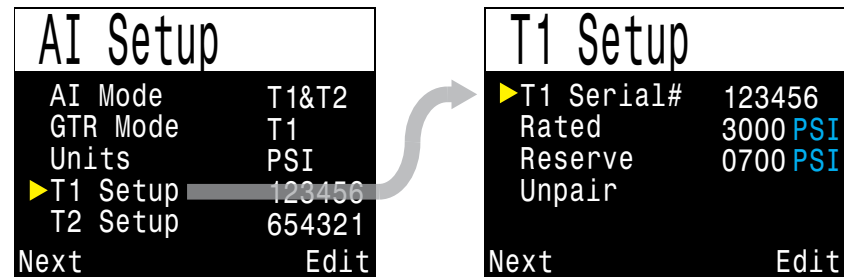 AI Setup
AI Mode T1&T2
GTR Mode T1
Units PSI
T1 Setup 123456
T2 Setup 654321
Next Edit
T1 Setup
T1 Serial# 123456
Rated 3000 PSI
Reserve 0700 PSI
Unpair
Next Edit